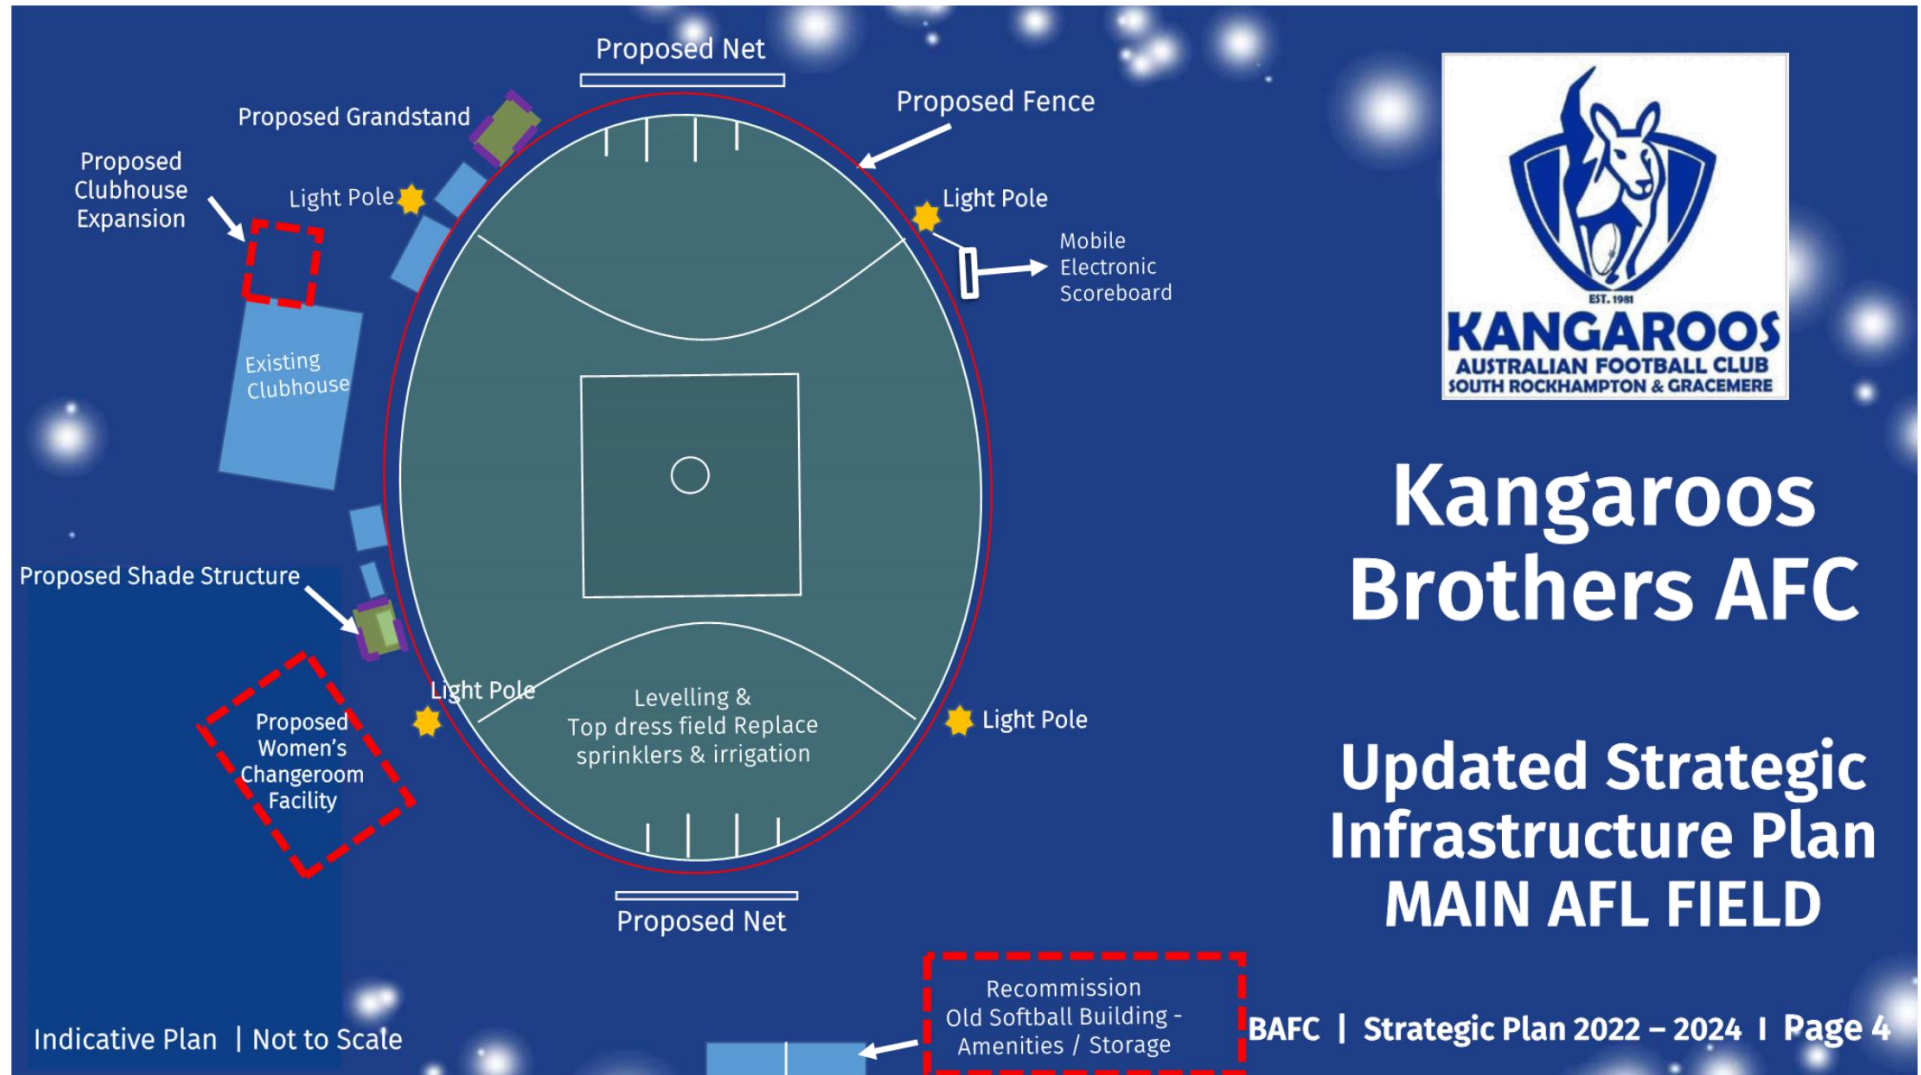 Proposed Net
Proposed Grandstand
Proposed Fence
Proposed
Clubhouse
Expansion
Light Pole
Light Pole
Mobile
Electronic
Scoreboard
Existing
Clubhouse
Proposed Shade Structure
Light Pole
Proposed
Women's
Changeroom
Facility
Levelling &
Top dress field Replace
sprinklers & irrigation
Light Pole
Proposed Net
Recommission
Old Softball Building -
Amenities / Storage
Indicative Plan | Not to Scale
EST. 1981
KANGAROOS
AUSTRALIAN FOOTBALL CLUB
SOUTH ROCKHAMPTON & GRACEMERE
Kangaroos
Brothers AFC
Updated Strategic
Infrastructure Plan
MAIN AFL FIELD
BAFC | Strategic Plan 2022 – 2024 I Page 4